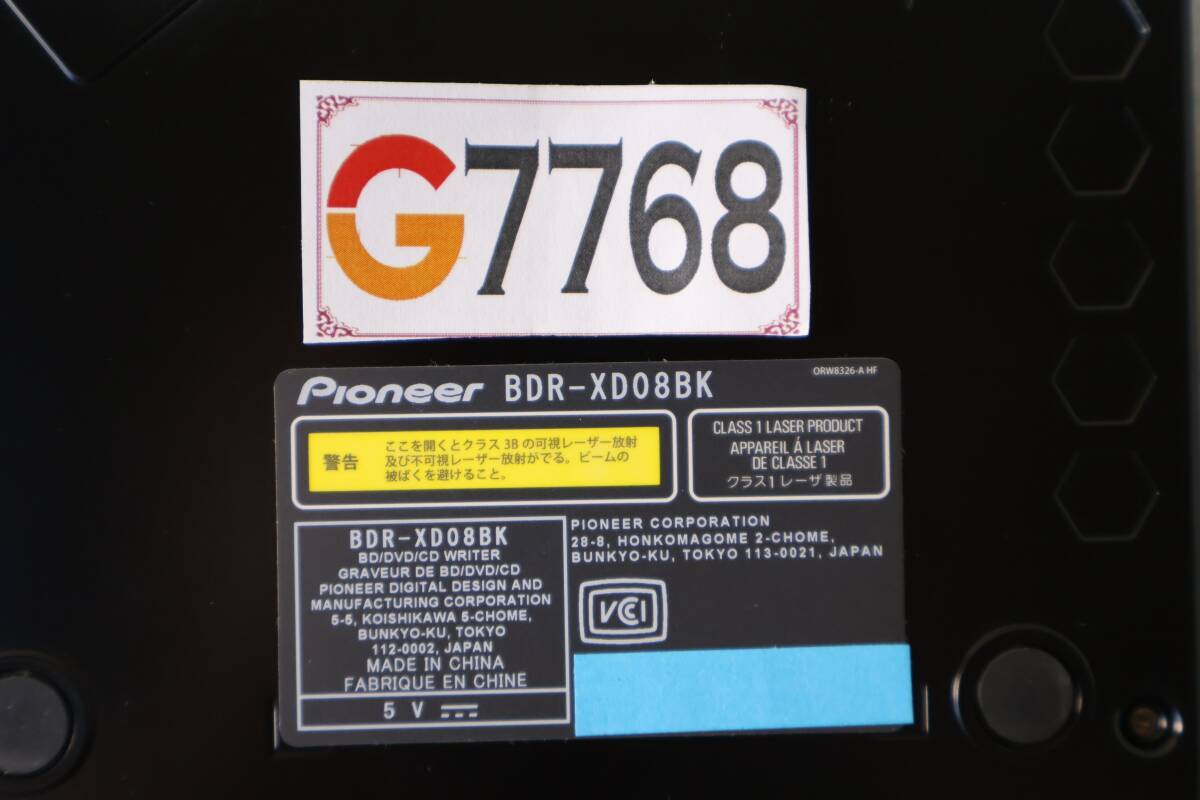 G7768
Pioneer BDR-XD08BK
ORW8326-A HF
警告
ここを開くとクラス 3B の可視レーザー放射
及び不可視レーザー放射がでる。ビームの
被ばくを避けること。
CLASS 1 LASER PRODUCT
APPAREIL Á LASER
DE CLASSE 1
クラス1 レーザ製品
BDR-XD08BK
BD/DVD/CD WRITER
GRAVEUR DE BD/DVD/CD
PIONEER DIGITAL DESIGN AND
MANUFACTURING CORPORATION
5-5, KOISHIKAWA 5-CHOME,
BUNKYO-KU, TOKYO
112-0002, JAPAN
MADE IN CHINA
FABRIQUE EN CHINE
5 V
PIONEER CORPORATION
28-8, HONKOMAGOME 2-CHOME,
BUNKYO-KU, TOKYO 113-0021, JAPAN
VCCI